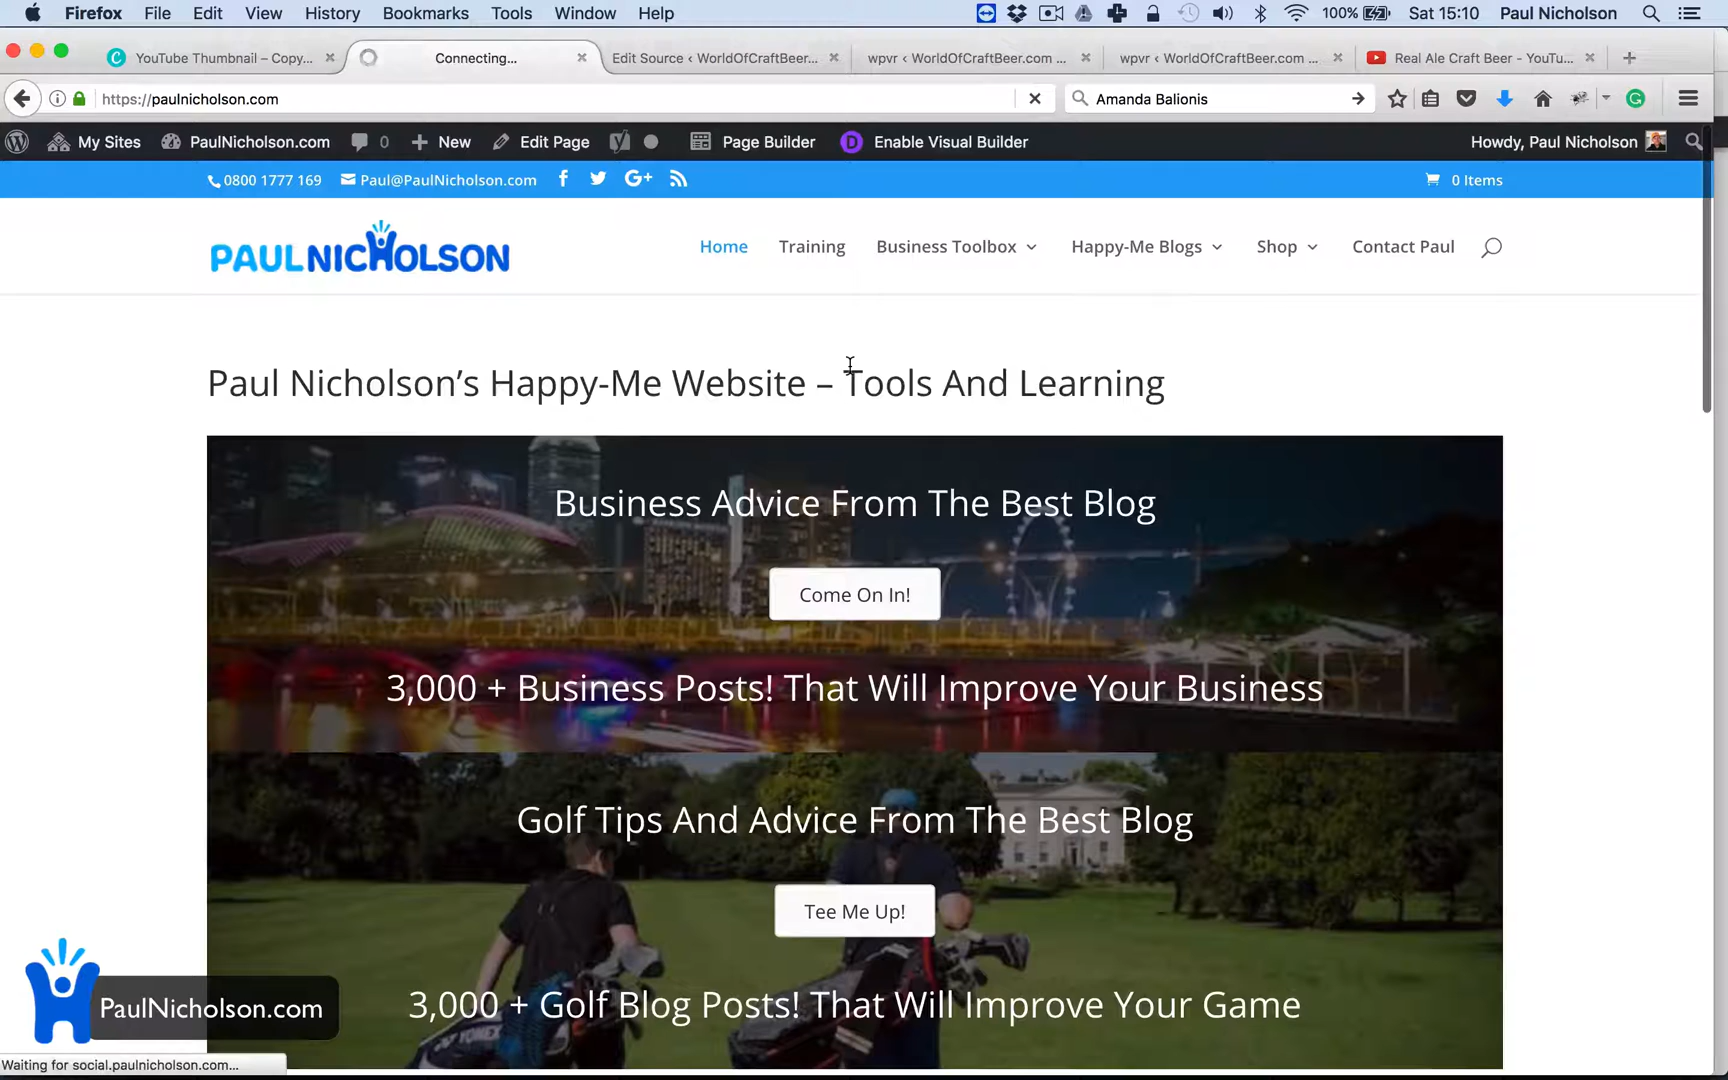 Firefox File Edit View History Bookmarks Tools Window Help 100% Sat 15:10 Paul Nicholson
YouTube Thumbnail – Copy... Connecting... Edit Source ‹ WorldOfCraftBeer... wpvr ‹ WorldOfCraftBeer.com ... wpvr ‹ WorldOfCraftBeer.com ... Real Ale Craft Beer - YouTu...
https://paulnicholson.com Amanda Balionis
My Sites PaulNicholson.com 0 New Edit Page Page Builder D Enable Visual Builder Howdy, Paul Nicholson
0800 1777 169 Paul@PaulNicholson.com 0 Items
PAULNICHOLSON Home Training Business Toolbox Happy-Me Blogs Shop Contact Paul
Paul Nicholson’s Happy-Me Website – Tools And Learning
Business Advice From The Best Blog
Come On In!
3,000 + Business Posts! That Will Improve Your Business
Golf Tips And Advice From The Best Blog
Tee Me Up!
3,000 + Golf Blog Posts! That Will Improve Your Game
PaulNicholson.com
Waiting for social.paulnicholson.com...